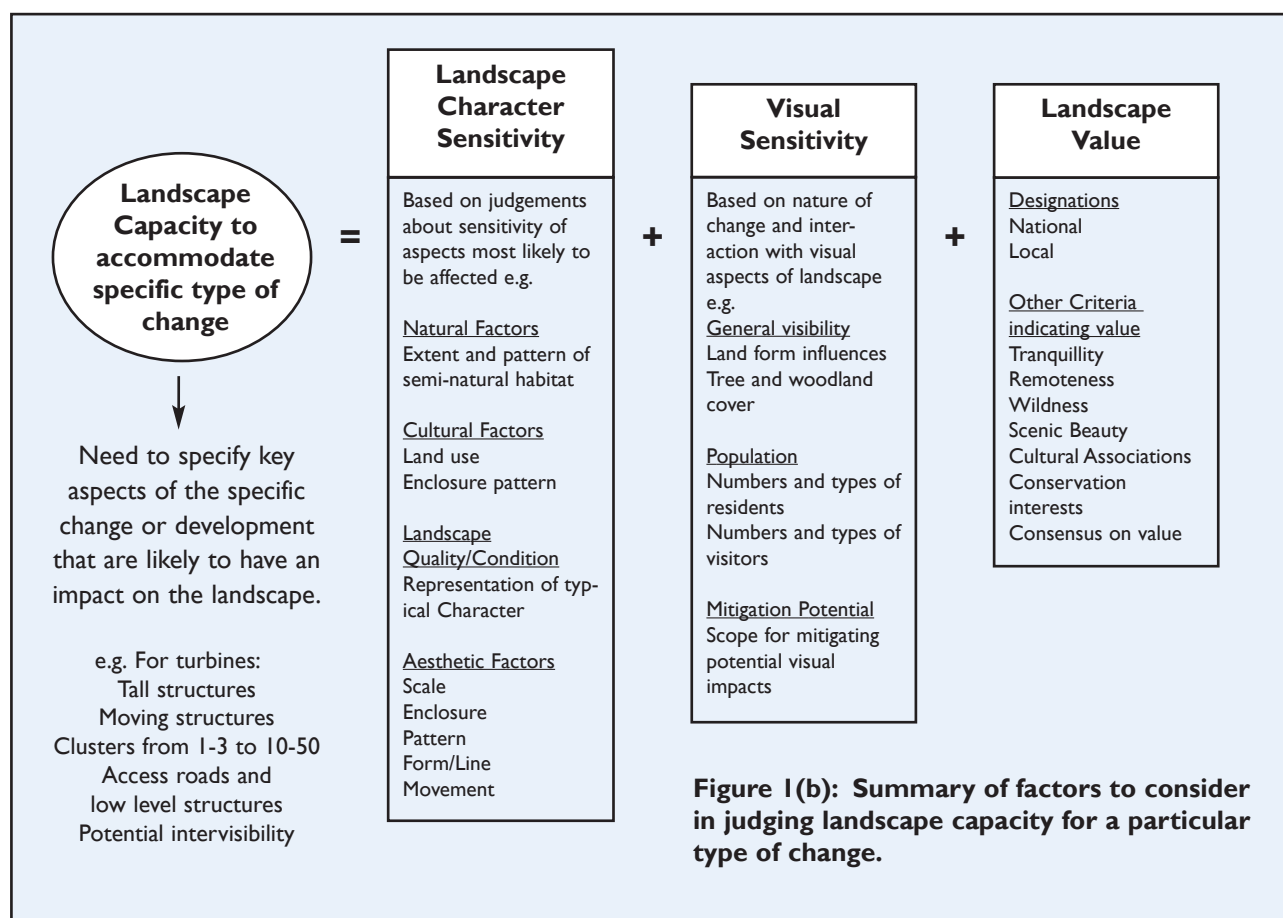 Landscape
Capacity to
accommodate
specific type of
change
Need to specify key
aspects of the specific
change or development
that are likely to have an
impact on the landscape.
e.g. For turbines:
Tall structures
Moving structures
Clusters from 1-3 to 10-50
Access roads and
low level structures
Potential intervisibility
=
Landscape
Character
Sensitivity
Based on judgements
about sensitivity of
aspects most likely to
be affected e.g.
Natural Factors
Extent and pattern of
semi-natural habitat
Cultural Factors
Land use
Enclosure pattern
Landscape
Quality/Condition
Representation of typ-
ical Character
Aesthetic Factors
Scale
Enclosure
Pattern
Form/Line
Movement
+
Visual
Sensitivity
Based on nature of
change and inter-
action with visual
aspects of landscape
e.g.
General visibility
Land form influences
Tree and woodland
cover
Population
Numbers and types of
residents
Numbers and types of
visitors
Mitigation Potential
Scope for mitigating
potential visual
impacts
+
Landscape
Value
Designations
National
Local
Other Criteria
indicating value
Tranquillity
Remoteness
Wildness
Scenic Beauty
Cultural Associations
Conservation
interests
Consensus on value
Figure 1(b): Summary of factors to consider
in judging landscape capacity for a particular
type of change.